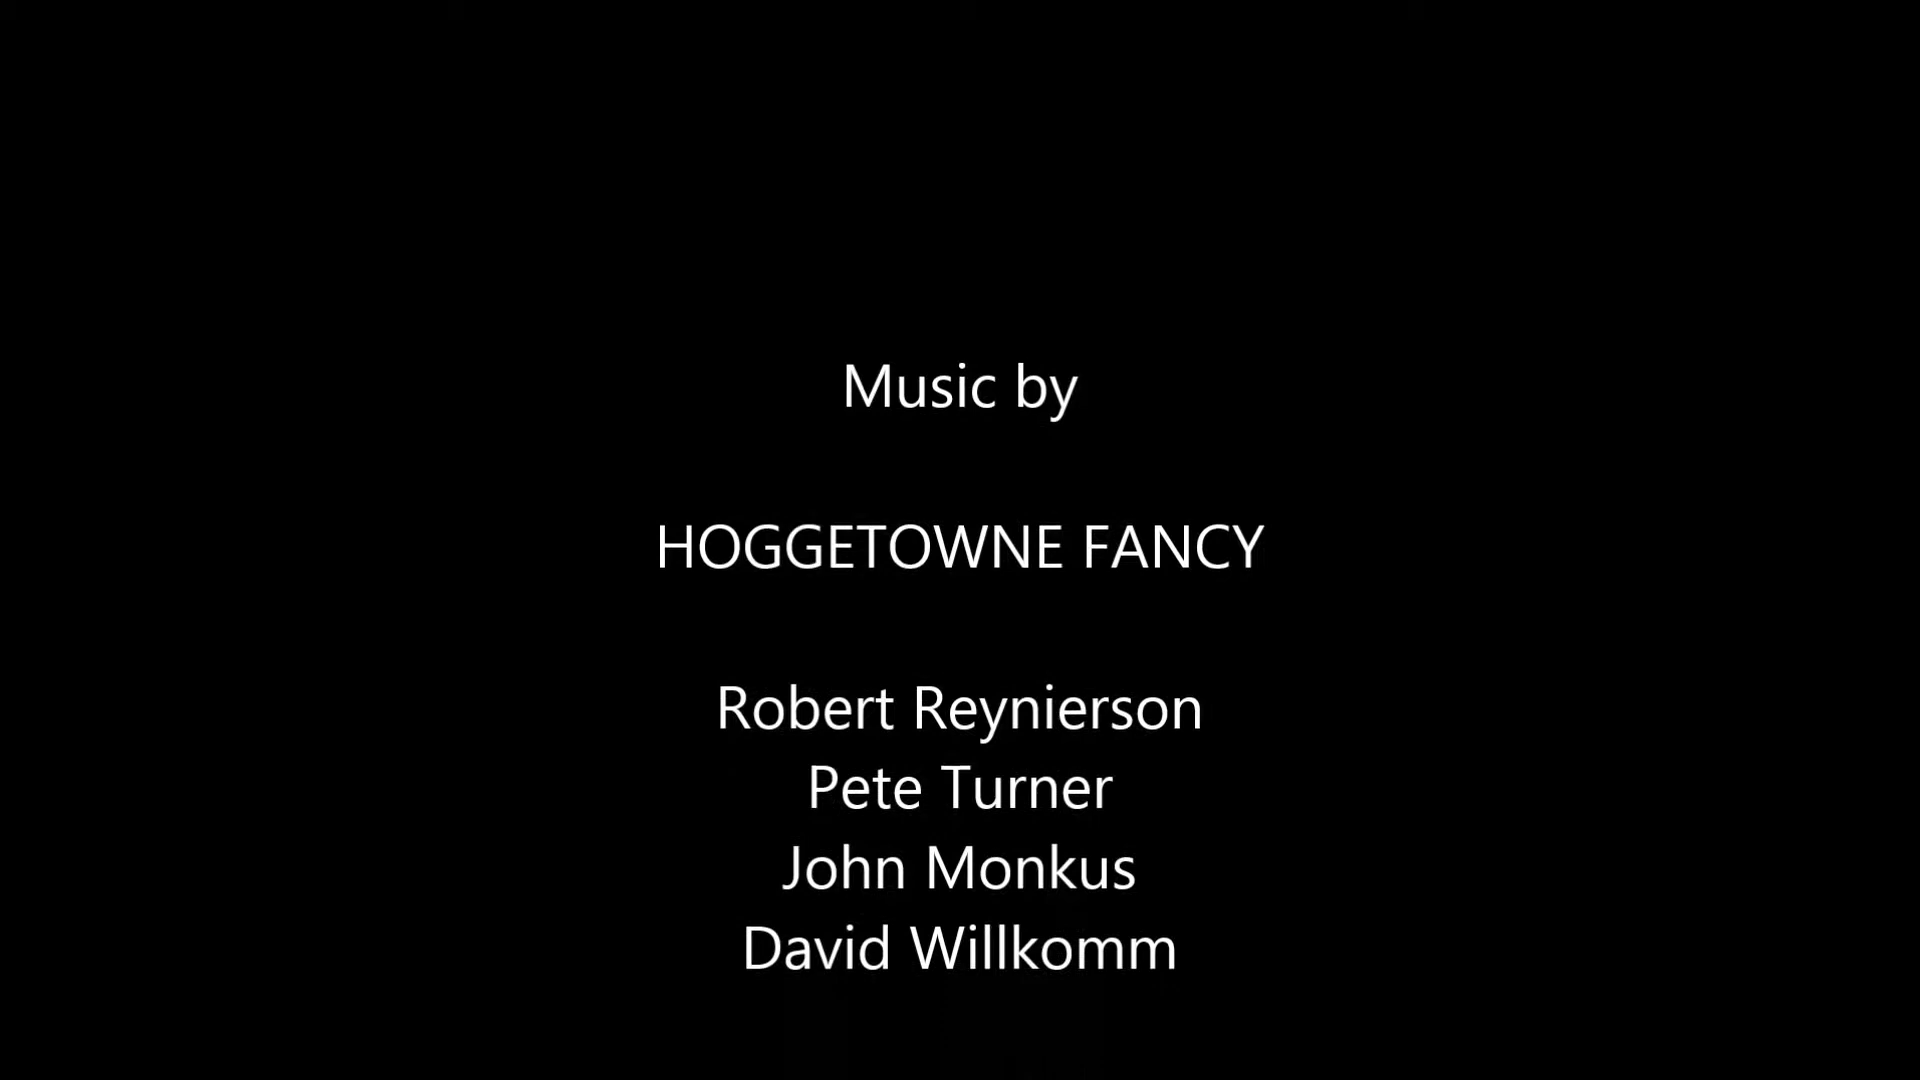 Music by
HOGGETOWNE FANCY
Robert Reynierson
Pete Turner
John Monkus
David Willkomm